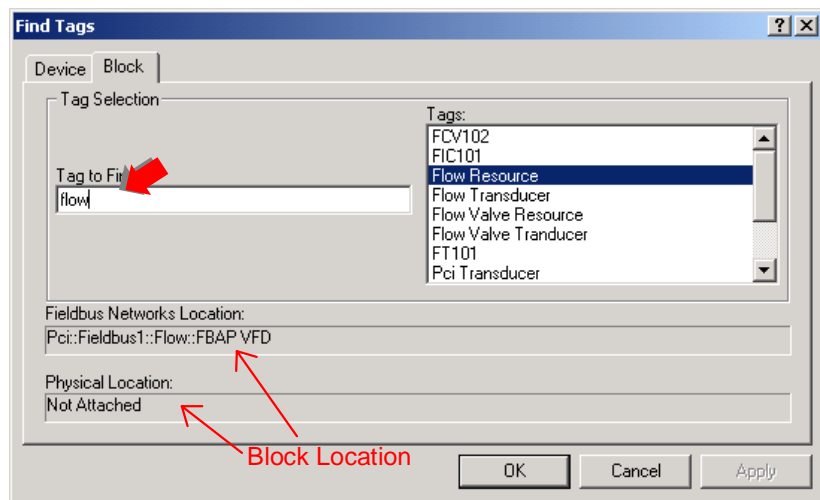 Find Tags
Device Block
Tag Selection
Tags:
FCV102
FIC101
Tag to Fi
Flow Resource
flow
Flow Transducer
Flow Valve Resource
Flow Valve Tranducer
FT101
Pci Transducer
Fieldbus Networks Location:
Pci::Fieldbus1::Flow::FBAP VFD
Physical Location:
Not Attached
Block Location
OK Cancel Apply